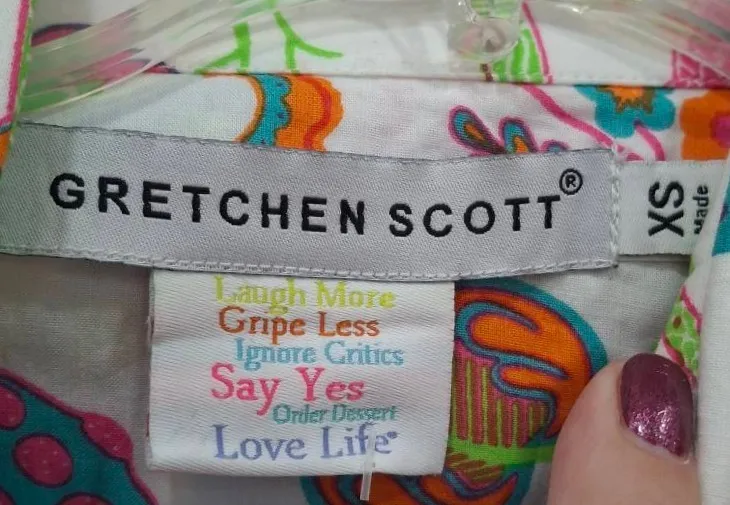 GRETCHEN SCOTT®
XS
Made
Laugh More
Gripe Less
Ignore Critics
Say Yes
Order Dessert
Love Life®